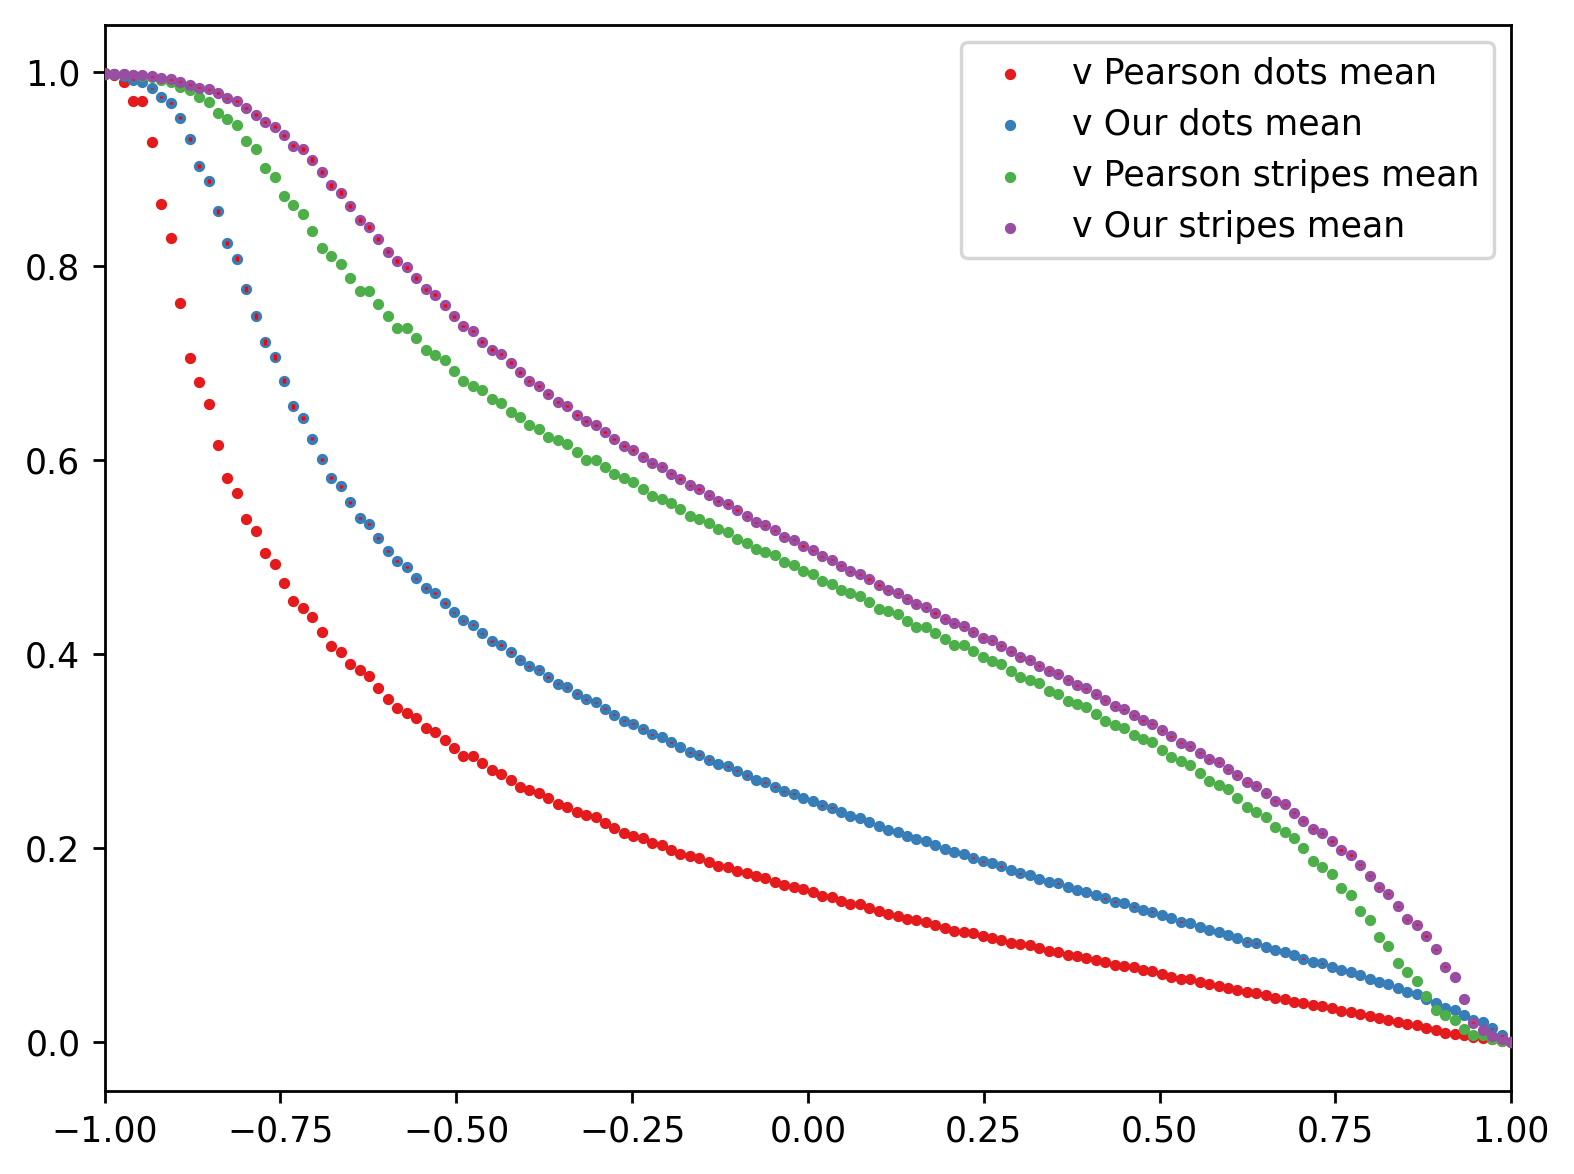 1.0
0.8
0.6
0.4
0.2
0.0
−1.00 −0.75 −0.50 −0.25 0.00 0.25 0.50 0.75 1.00
v Pearson dots mean
v Our dots mean
v Pearson stripes mean
v Our stripes mean